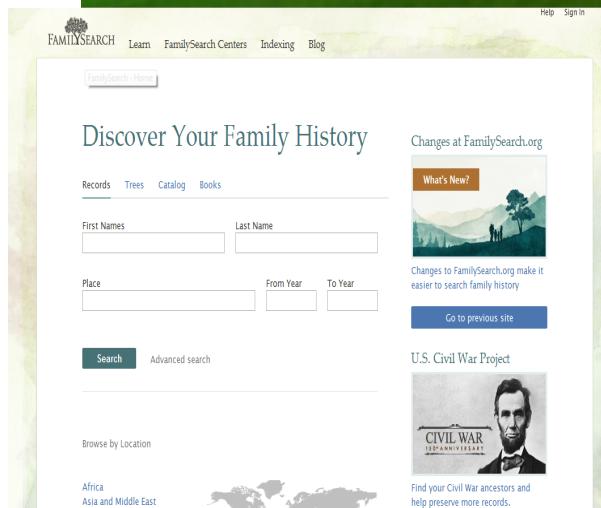 Help Sign In
FAMILYSEARCH Learn FamilySearch Centers Indexing Blog
FamilySearch - Home
Discover Your Family History
Records Trees Catalog Books
First Names Last Name
Place From Year To Year
Search Advanced search
Browse by Location
Africa
Asia and Middle East
Changes at FamilySearch.org
What's New?
Changes to FamilySearch.org make it
easier to search family history
Go to previous site
U.S. Civil War Project
CIVIL WAR
150th ANNIVERSARY
Find your Civil War ancestors and
help preserve more records.